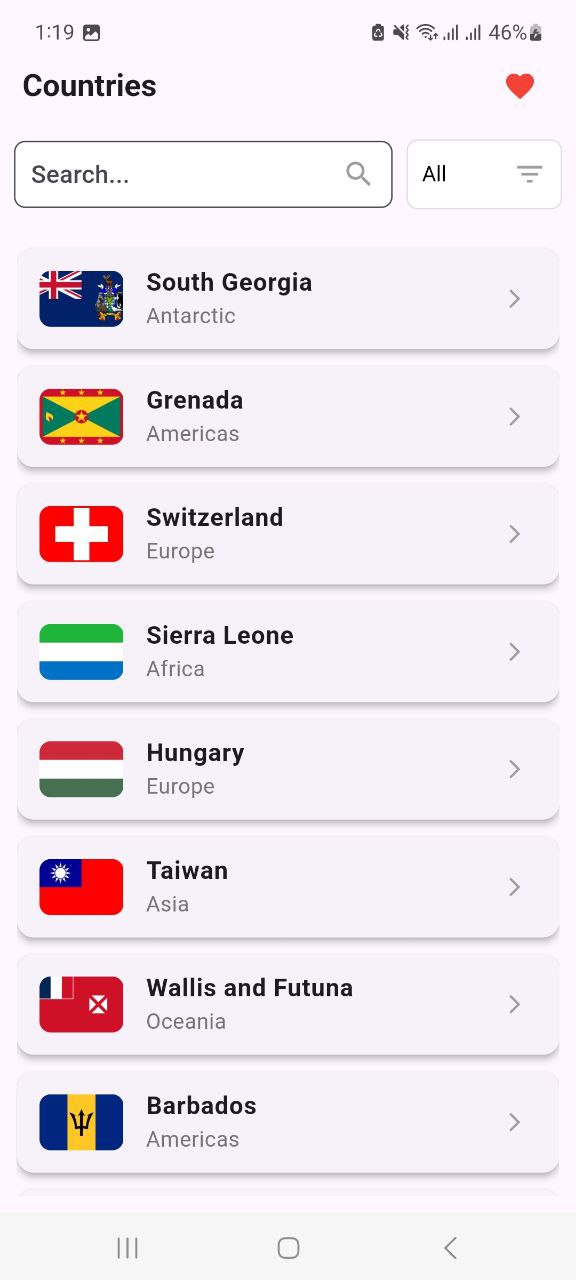 1:19 46%
Countries
Search...
All
South Georgia
Antarctic
Grenada
Americas
Switzerland
Europe
Sierra Leone
Africa
Hungary
Europe
Taiwan
Asia
Wallis and Futuna
Oceania
Barbados
Americas